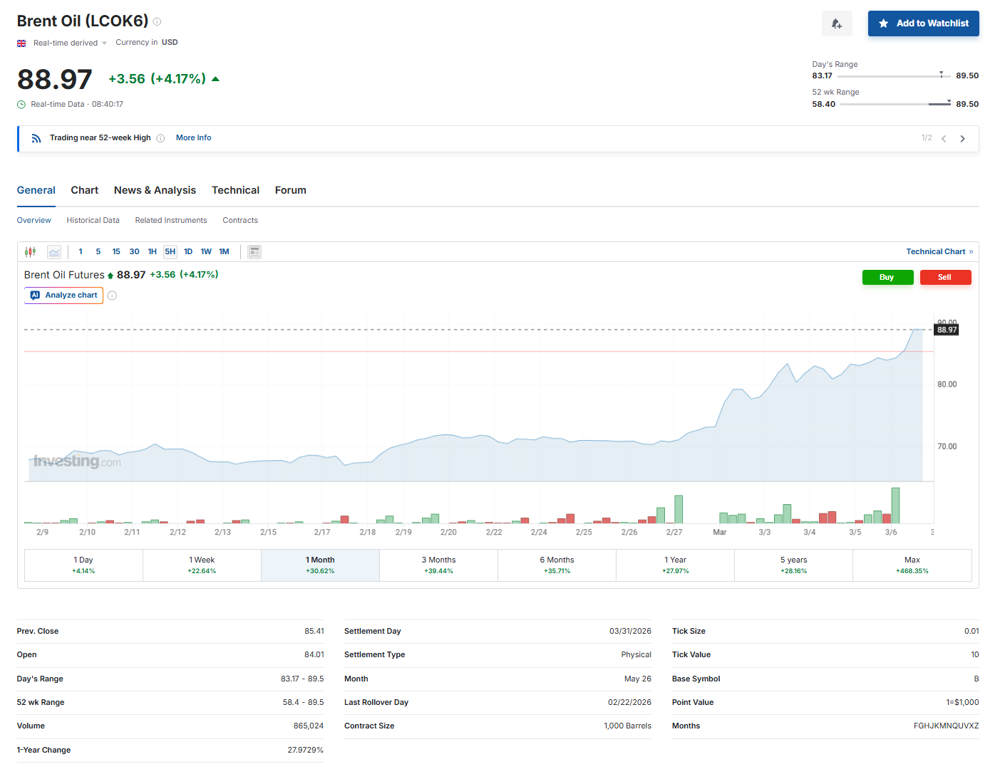 Brent Oil (LCOK6)
Real-time derived Currency in USD
Add to Watchlist
88.97 +3.56 (+4.17%)
Real-time Data · 08:40:17
Day's Range
83.17 89.50
52 wk Range
58.40 89.50
Trading near 52-week High More Info 1/2
General Chart News & Analysis Technical Forum
Overview Historical Data Related Instruments Contracts
1 5 15 30 1H 5H 1D 1W 1M Technical Chart »
Brent Oil Futures 88.97 +3.56 (+4.17%) Buy Sell
AI Analyze chart
90.00
88.97
80.00
70.00
Investing.com
2/9 2/10 2/11 2/12 2/13 2/15 2/17 2/18 2/19 2/20 2/22 2/24 2/25 2/26 2/27 Mar 3/3 3/4 3/5 3/6 3
1 Day 1 Week 1 Month 3 Months 6 Months 1 Year 5 years Max
+4.14% +22.64% +30.62% +39.44% +35.71% +27.97% +28.16% +468.35%
Prev. Close 85.41 Settlement Day 03/31/2026 Tick Size 0.01
Open 84.01 Settlement Type Physical Tick Value 10
Day's Range 83.17 - 89.5 Month May 26 Base Symbol B
52 wk Range 58.4 - 89.5 Last Rollover Day 02/22/2026 Point Value 1=$1,000
Volume 865,024 Contract Size 1,000 Barrels Months FGHJKMNQUVXZ
1-Year Change 27.9729%